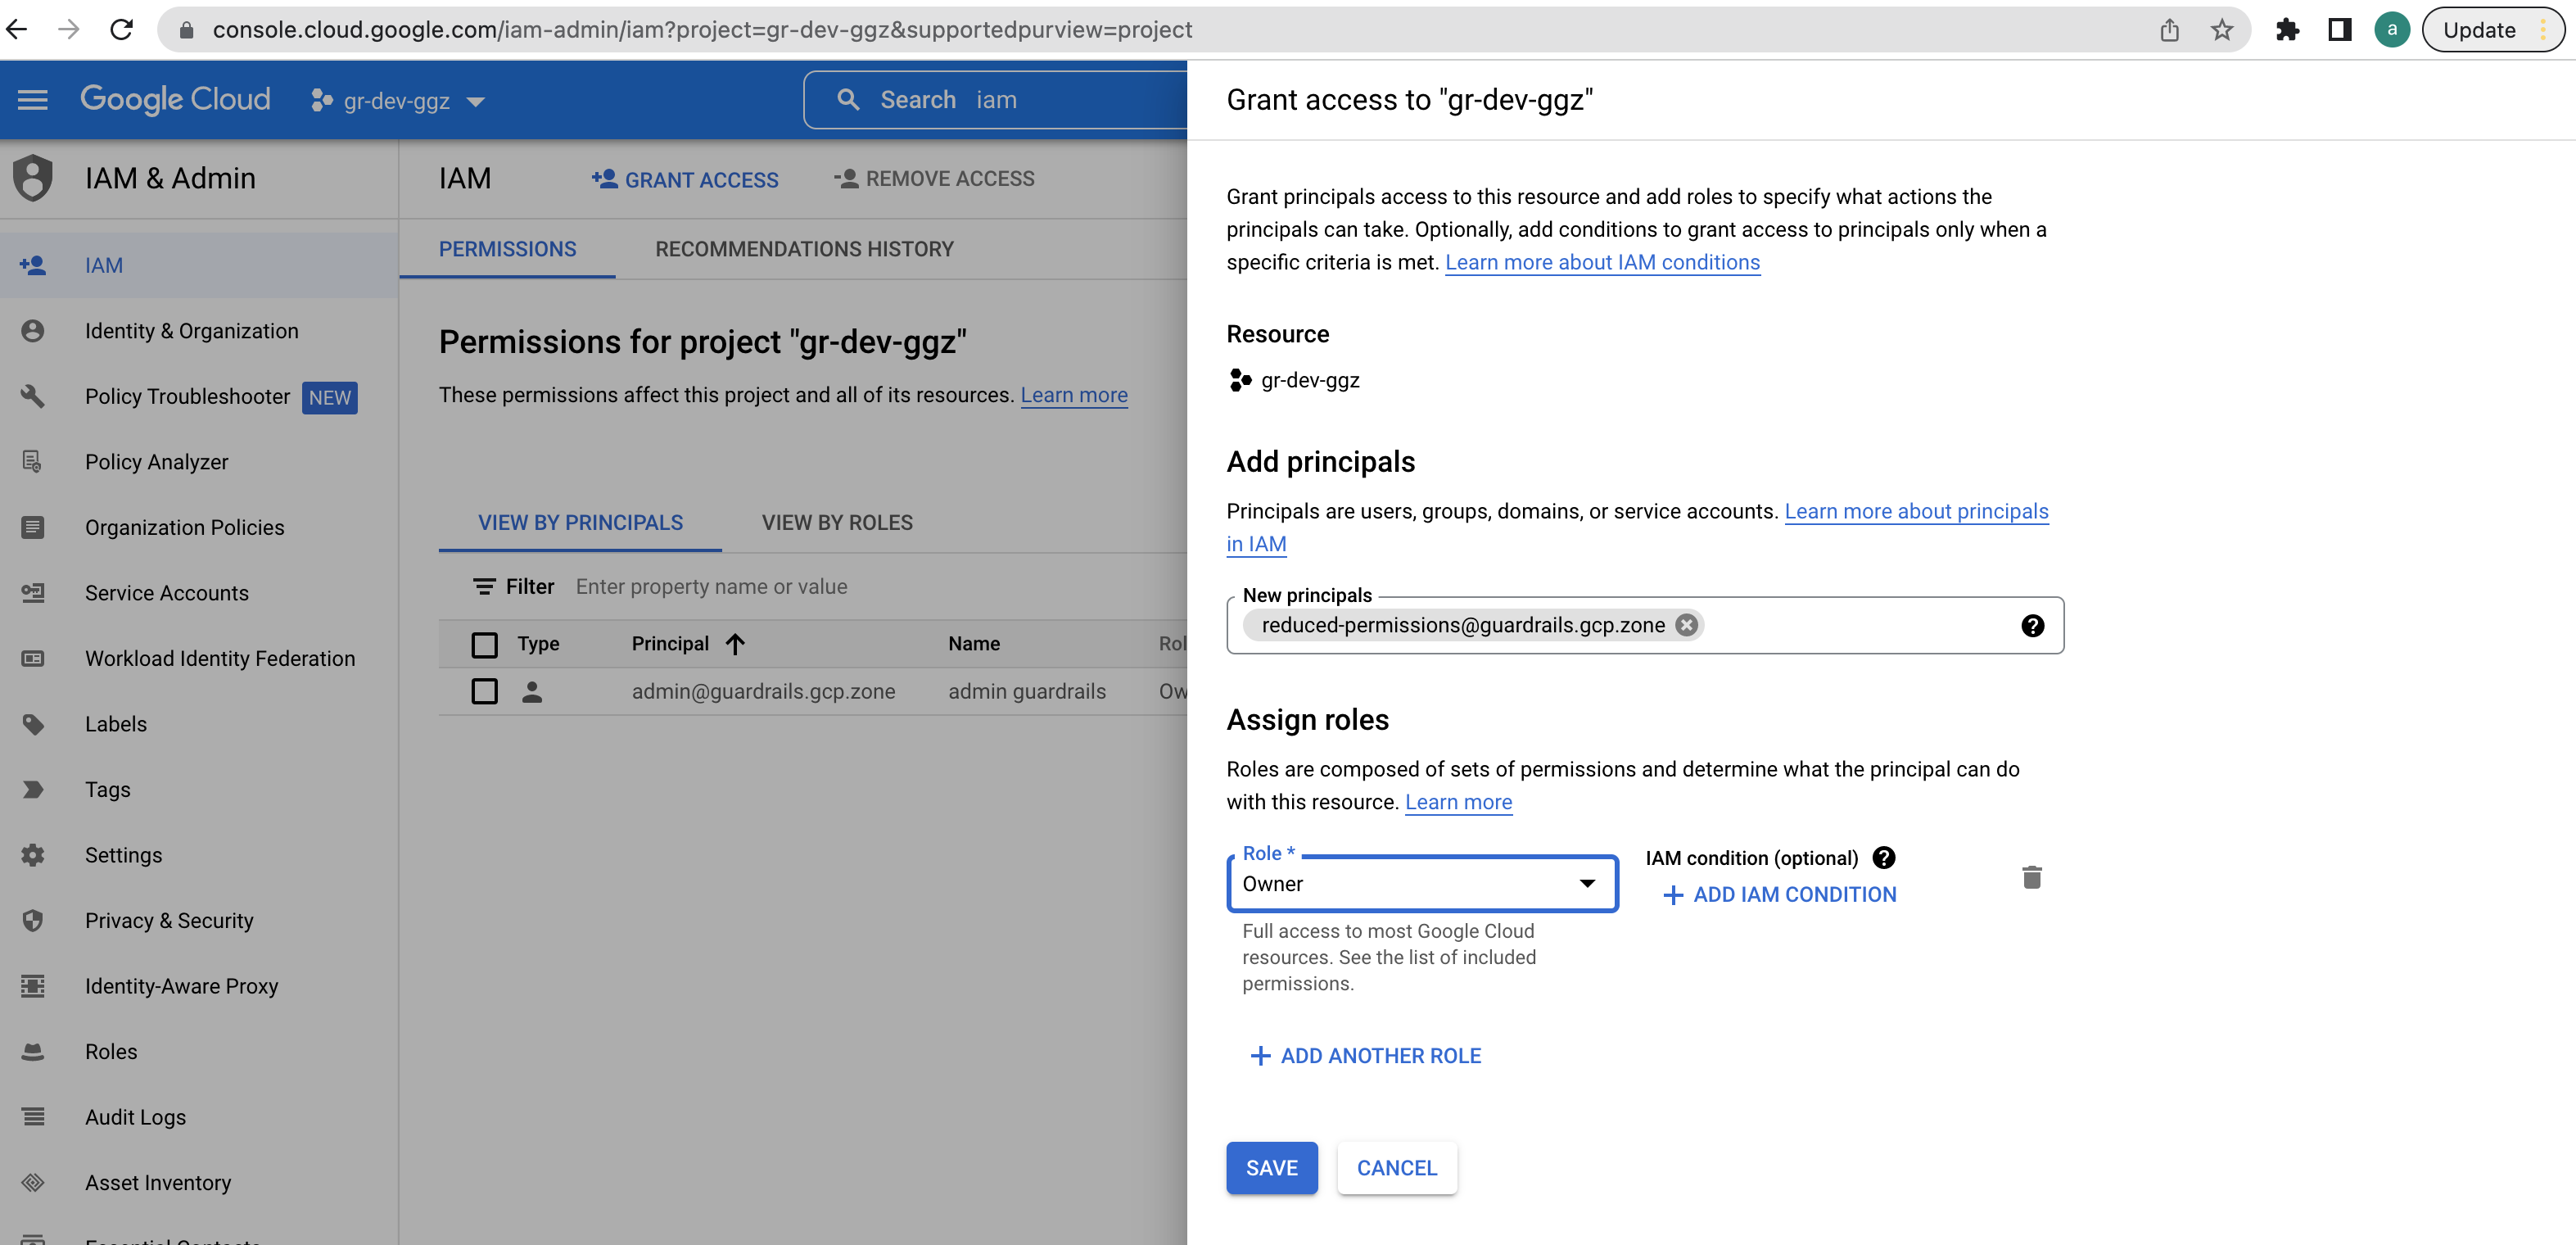 console.cloud.google.com/iam-admin/iam?project=gr-dev-ggz&supportedpurview=project
a
Update
Google Cloud
gr-dev-ggz
Search iam
IAM & Admin
IAM
Identity & Organization
Policy Troubleshooter NEW
Policy Analyzer
Organization Policies
Service Accounts
Workload Identity Federation
Labels
Tags
Settings
Privacy & Security
Identity-Aware Proxy
Roles
Audit Logs
Asset Inventory
IAM
GRANT ACCESS
REMOVE ACCESS
PERMISSIONS
RECOMMENDATIONS HISTORY
Permissions for project "gr-dev-ggz"
These permissions affect this project and all of its resources. Learn more
VIEW BY PRINCIPALS
VIEW BY ROLES
Filter Enter property name or value
Type Principal Name Rol
admin@guardrails.gcp.zone admin guardrails Ow
Grant access to "gr-dev-ggz"
Grant principals access to this resource and add roles to specify what actions the
principals can take. Optionally, add conditions to grant access to principals only when a
specific criteria is met. Learn more about IAM conditions
Resource
gr-dev-ggz
Add principals
Principals are users, groups, domains, or service accounts. Learn more about principals
in IAM
New principals
reduced-permissions@guardrails.gcp.zone
Assign roles
Roles are composed of sets of permissions and determine what the principal can do
with this resource. Learn more
Role *
Owner
Full access to most Google Cloud
resources. See the list of included
permissions.
IAM condition (optional)
ADD IAM CONDITION
ADD ANOTHER ROLE
SAVE
CANCEL